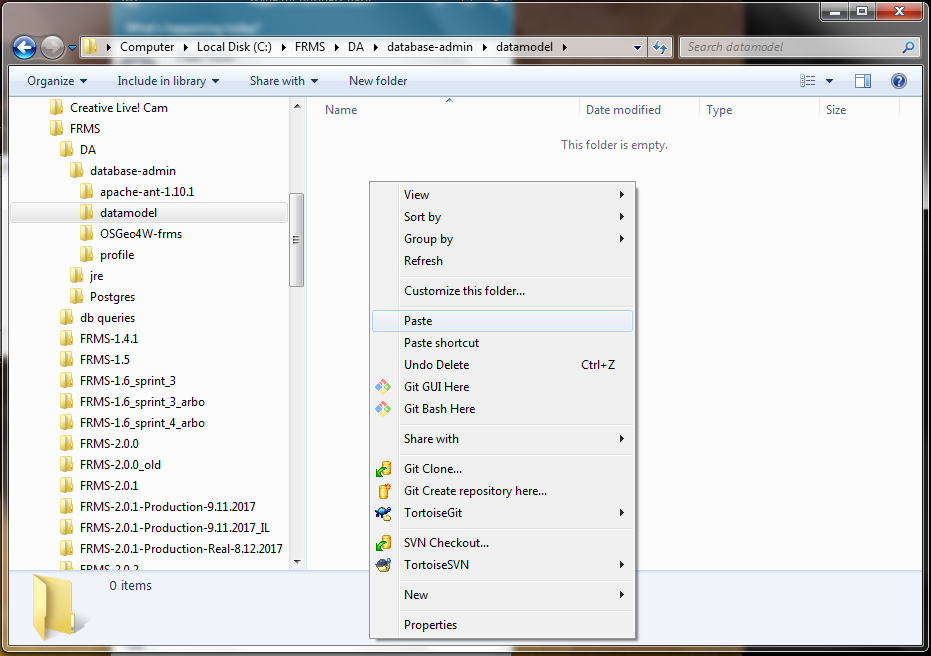 What's happening today?
Computer
Local Disk (C:)
FRMS
DA
database-admin
datamodel
Search datamodel
Organize
Include in library
Share with
New folder
Creative Live! Cam
FRMS
DA
database-admin
apache-ant-1.10.1
datamodel
OSGeo4W-frms
profile
jre
Postgres
db queries
FRMS-1.4.1
FRMS-1.5
FRMS-1.6_sprint_3
FRMS-1.6_sprint_3_arbo
FRMS-1.6_sprint_4_arbo
FRMS-2.0.0
FRMS-2.0.0_old
FRMS-2.0.1
FRMS-2.0.1-Production-9.11.2017
FRMS-2.0.1-Production-9.11.2017_IL
FRMS-2.0.1-Production-Real-8.12.2017
FRMS-2.0.2
Name
Date modified
Type
Size
This folder is empty.
View
Sort by
Group by
Refresh
Customize this folder...
Paste
Paste shortcut
Undo Delete Ctrl+Z
Git GUI Here
Git Bash Here
Share with
Git Clone...
Git Create repository here...
TortoiseGit
SVN Checkout...
TortoiseSVN
New
Properties
0 items